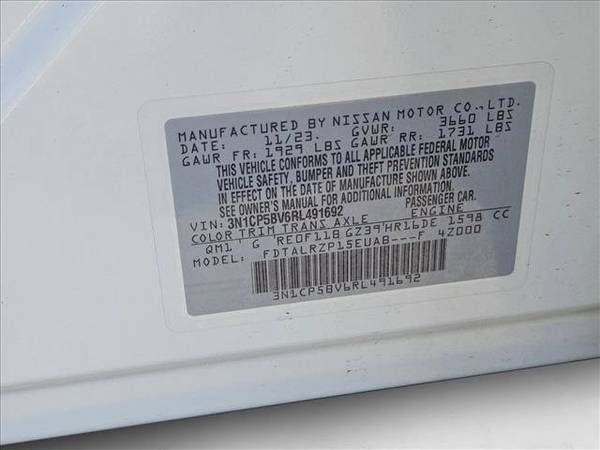 MANUFACTURED BY NISSAN MOTOR CO.,LTD.
DATE: 11/23. GVWR: 3660 LBS
GAWR FR: 1929 LBS GAWR RR: 1731 LBS
THIS VEHICLE CONFORMS TO ALL APPLICABLE FEDERAL MOTOR
VEHICLE SAFETY, BUMPER AND THEFT PREVENTION STANDARDS
IN EFFECT ON THE DATE OF MANUFACTURE SHOWN ABOVE.
SEE OWNER'S MANUAL FOR ADDITIONAL INFORMATION.
VIN: 3N1CP5BV6RL491692 PASSENGER CAR.
COLOR TRIM TRANS AXLE ENGINE
QM1' G 'RE0F11B GZ39'HR16DE 1598 CC
MODEL: FDTALRZP15EUAB---F 4Z000
3N1CP5BV6RL491692